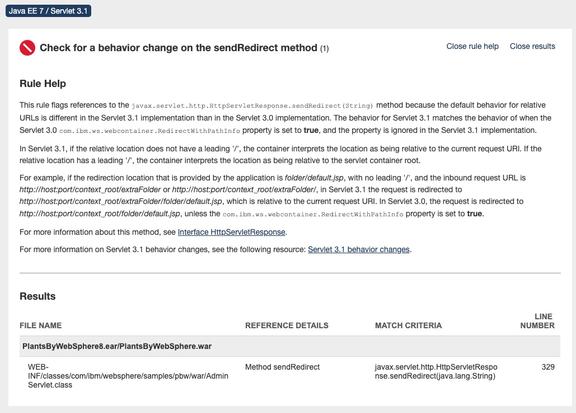 Java EE 7 / Servlet 3.1
Check for a behavior change on the sendRedirect method (1)
Close rule help Close results
Rule Help
This rule flags references to the javax.servlet.http.HttpServletResponse.sendRedirect(String) method because the default behavior for relative
URLs is different in the Servlet 3.1 implementation than in the Servlet 3.0 implementation. The behavior for Servlet 3.1 matches the behavior of when the
Servlet 3.0 com.ibm.ws.webcontainer.RedirectWithPathInfo property is set to true, and the property is ignored in the Servlet 3.1 implementation.
In Servlet 3.1, if the relative location does not have a leading '/', the container interprets the location as being relative to the current request URI. If the
relative location has a leading '/', the container interprets the location as being relative to the servlet container root.
For example, if the redirection location that is provided by the application is folder/default.jsp, with no leading '/', and the inbound request URL is
http://host:port/context_root/extraFolder or http://host:port/context_root/extraFolder/, in Servlet 3.1 the request is redirected to
http://host:port/context_root/extraFolder/folder/default.jsp, which is relative to the current request URI. In Servlet 3.0, the request is redirected to
http://host:port/context_root/folder/default.jsp, unless the com.ibm.ws.webcontainer.RedirectWithPathInfo property is set to true.
For more information about this method, see Interface HttpServletResponse.
For more information on Servlet 3.1 behavior changes, see the following resource: Servlet 3.1 behavior changes.
Results
FILE NAME REFERENCE DETAILS MATCH CRITERIA LINE
NUMBER
PlantsByWebSphere8.ear/PlantsByWebSphere.war
WEB- Method sendRedirect javax.servlet.http.HttpServletRespo 329
INF/classes/com/ibm/websphere/samples/pbw/war/Admin nse.sendRedirect(java.lang.String)
Servlet.class